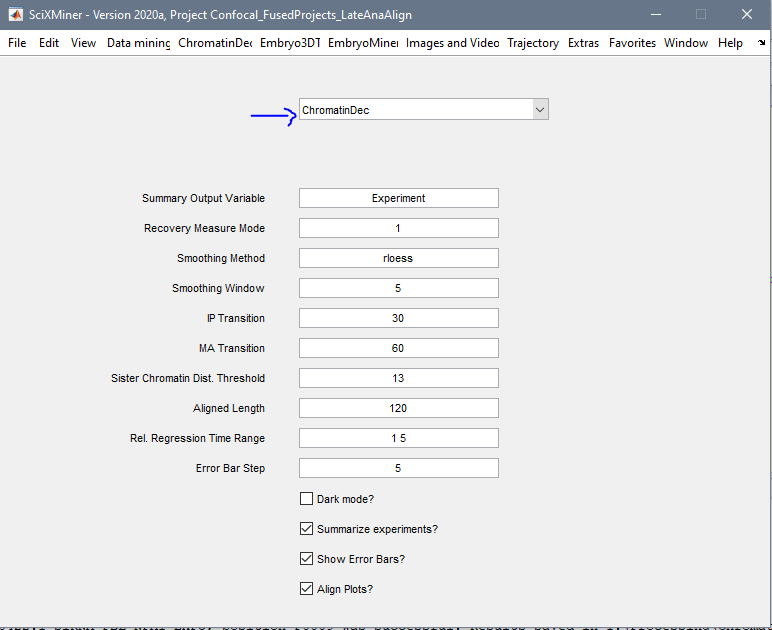 SciXMiner - Version 2020a, Project Confocal_FusedProjects_LateAnaAlign
File Edit View Data mining ChromatinDec Embryo3DT EmbryoMiner Images and Video Trajectory Extras Favorites Window Help
ChromatinDec
Summary Output Variable Experiment
Recovery Measure Mode 1
Smoothing Method rloess
Smoothing Window 5
IP Transition 30
MA Transition 60
Sister Chromatin Dist. Threshold 13
Aligned Length 120
Rel. Regression Time Range 1 5
Error Bar Step 5
Dark mode?
Summarize experiments?
Show Error Bars?
Align Plots?